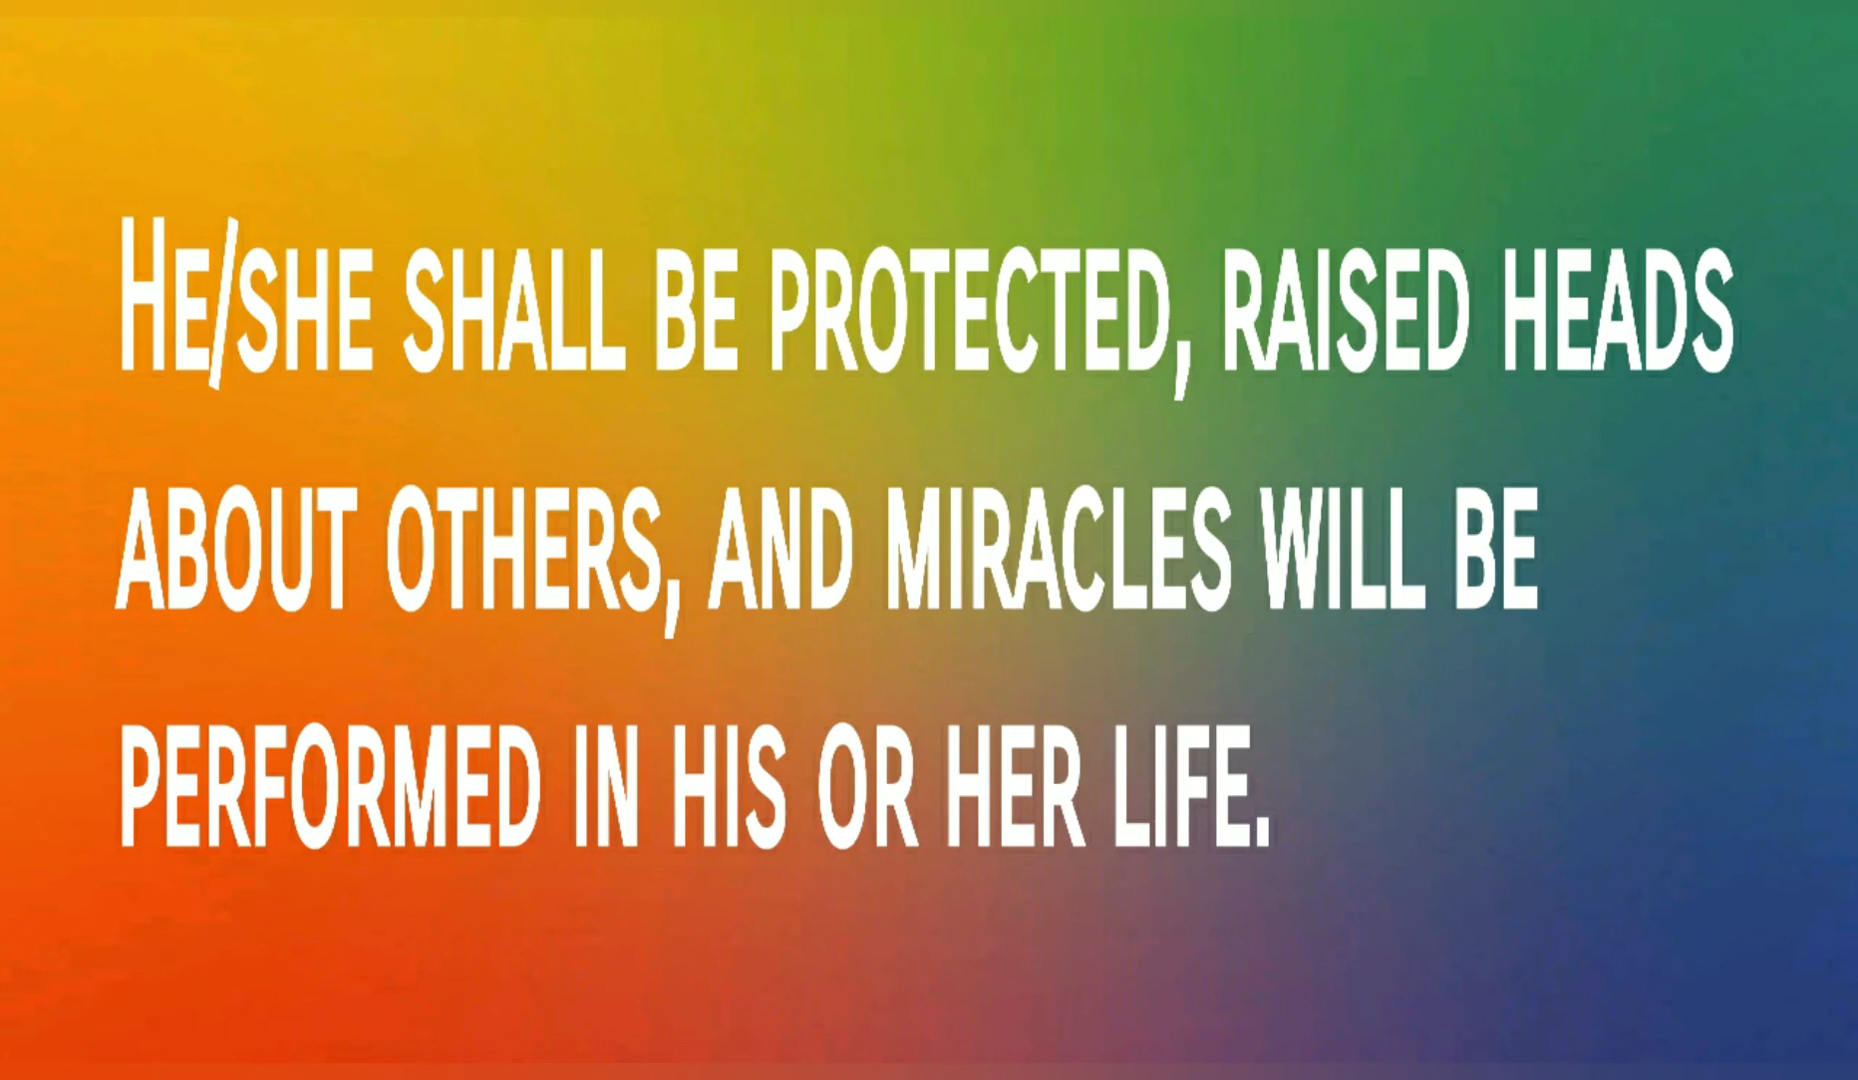 He/she shall be protected, raised heads
about others, and miracles will be
performed in his or her life.